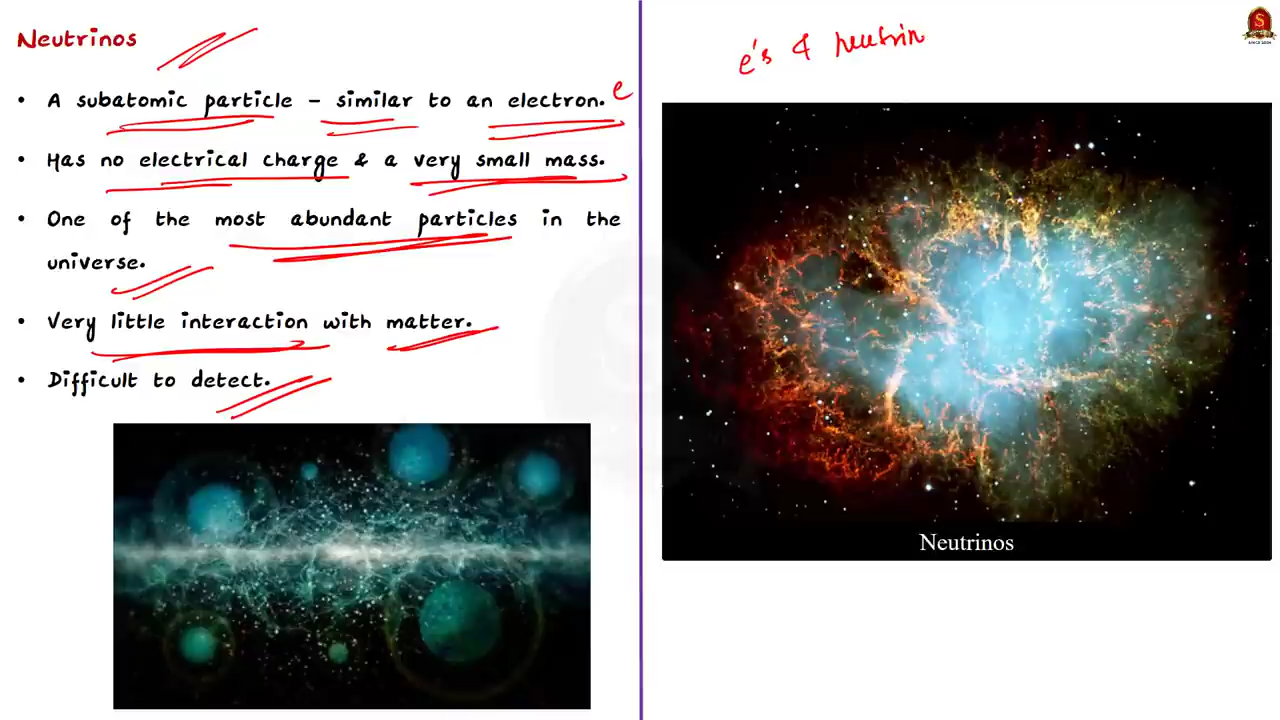 Neutrinos
• A subatomic particle – similar to an electron. e
• Has no electrical charge & a very small mass.
• One of the most abundant particles in the
universe.
• Very little interaction with matter.
• Difficult to detect.
e's & neutrin
Neutrinos
S